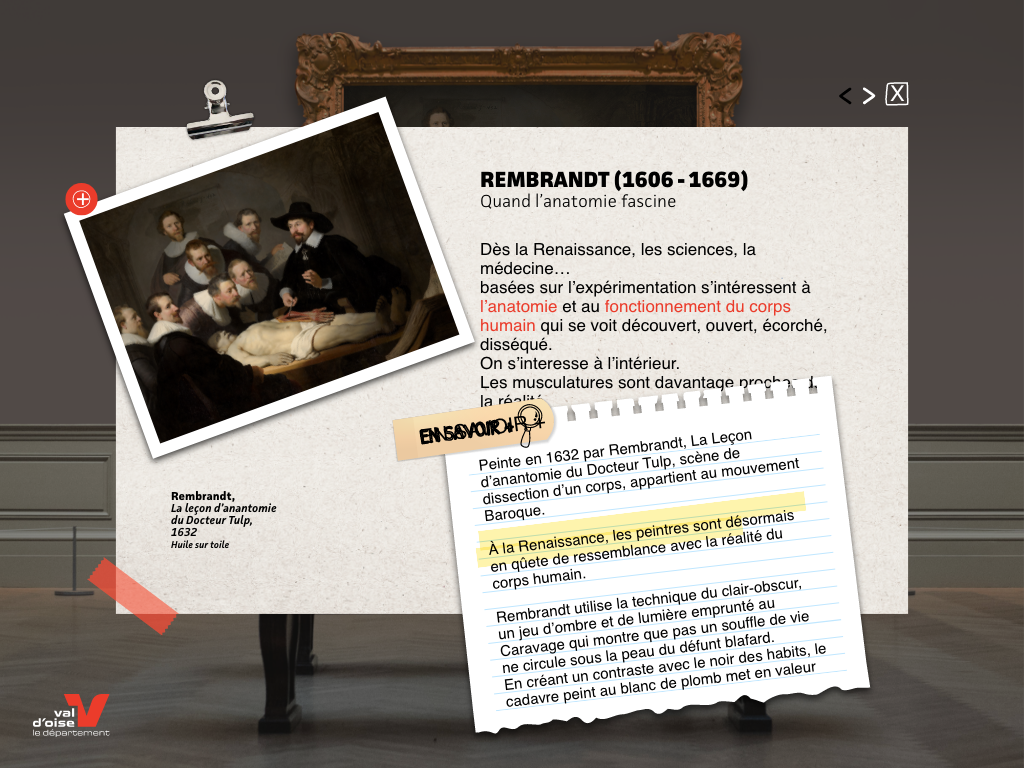 < > X
REMBRANDT (1606 - 1669)
Quand l'anatomie fascine
Dès la Renaissance, les sciences, la
médecine…
basées sur l'expérimentation s'intéressent à
l'anatomie et au fonctionnement du corps
humain qui se voit découvert, ouvert, écorché,
disséqué.
On s'interesse à l'intérieur.
Les musculatures sont davantage
la réalité
EN SAVOIR +
Peinte en 1632 par Rembrandt, La Leçon
d'anatomie du Docteur Tulp, scène de
dissection d'un corps, appartient au mouvement
Baroque.
À la Renaissance, les peintres sont désormais
en qûete de ressemblance avec la réalité du
corps humain.
Rembrandt utilise la technique du clair-obscur,
un jeu d'ombre et de lumière emprunté au
Caravage qui montre que pas un souffle de vie
ne circule sous la peau du défunt blafard.
En créant un contraste avec le noir des habits, le
cadavre peint au blanc de plomb met en valeur
Rembrandt,
La leçon d'anantomie
du Docteur Tulp,
1632
Huile sur toile
val
d'oise
le département